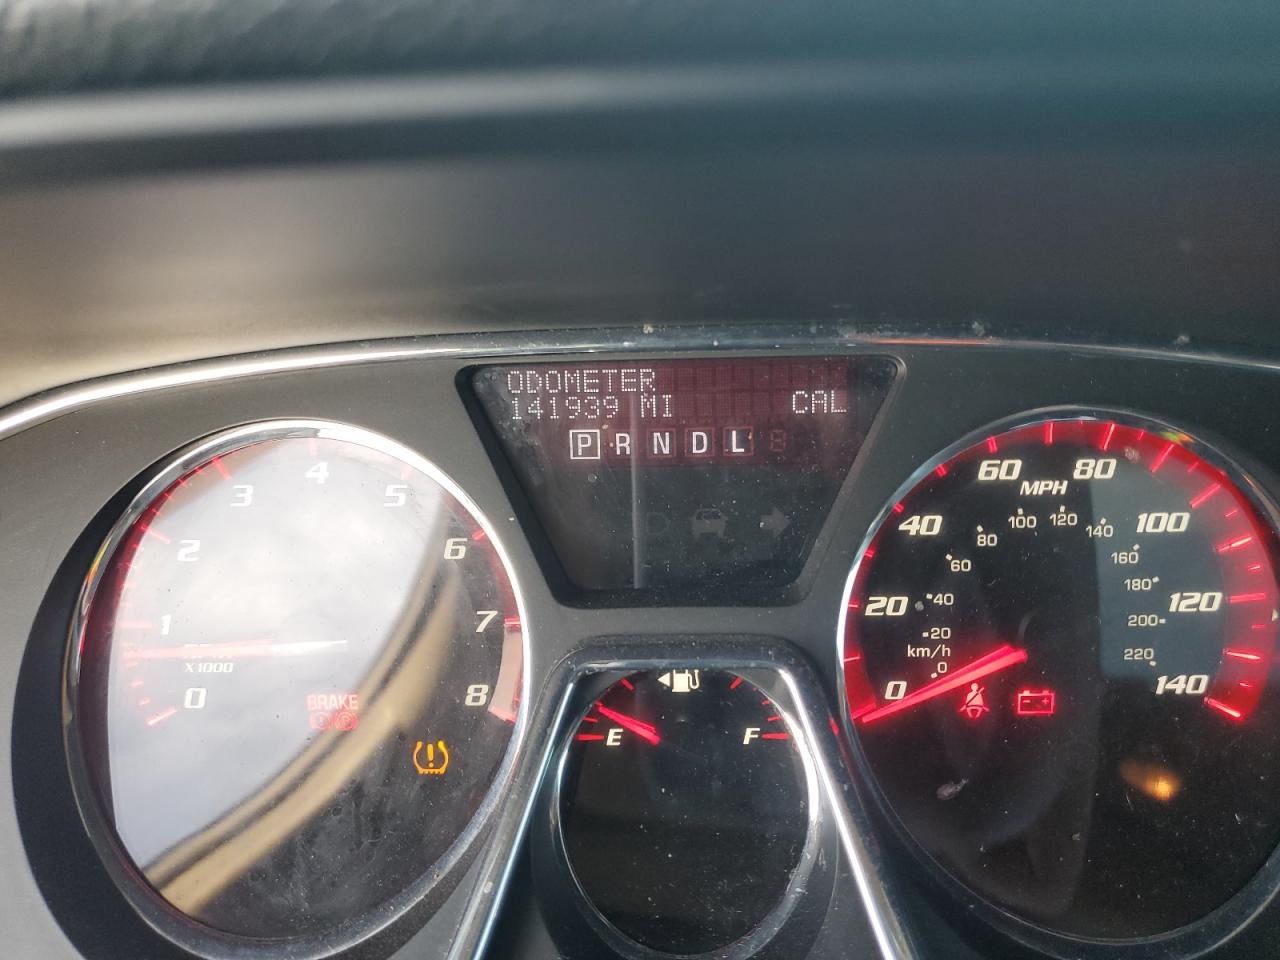 ODOMETER
141939 MI CAL
P R N D L
0 1 2 3 4 5 6 7 8
X1000
BRAKE
E F
0 20 40 60 80 100 120 140
MPH
0 20 40 60 80 100 120 140 160 180 200 220
km/h